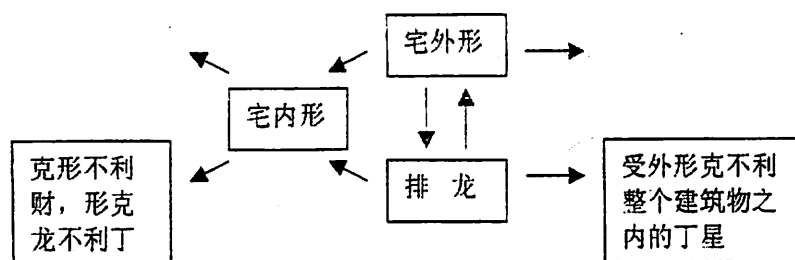 宅外形
宅内形
排 龙
克形不利
财，形克
龙不利丁
受外形克不利
整个建筑物之
内的丁星